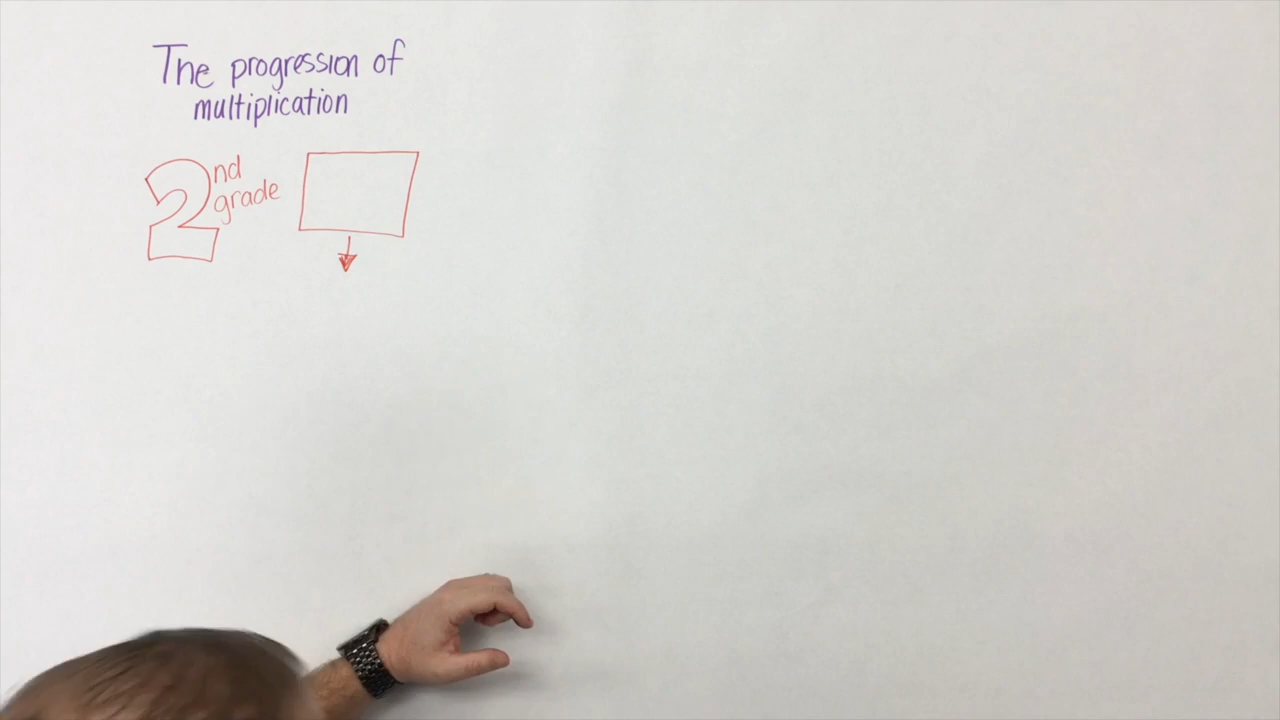 The progression of
multiplication
2nd
grade